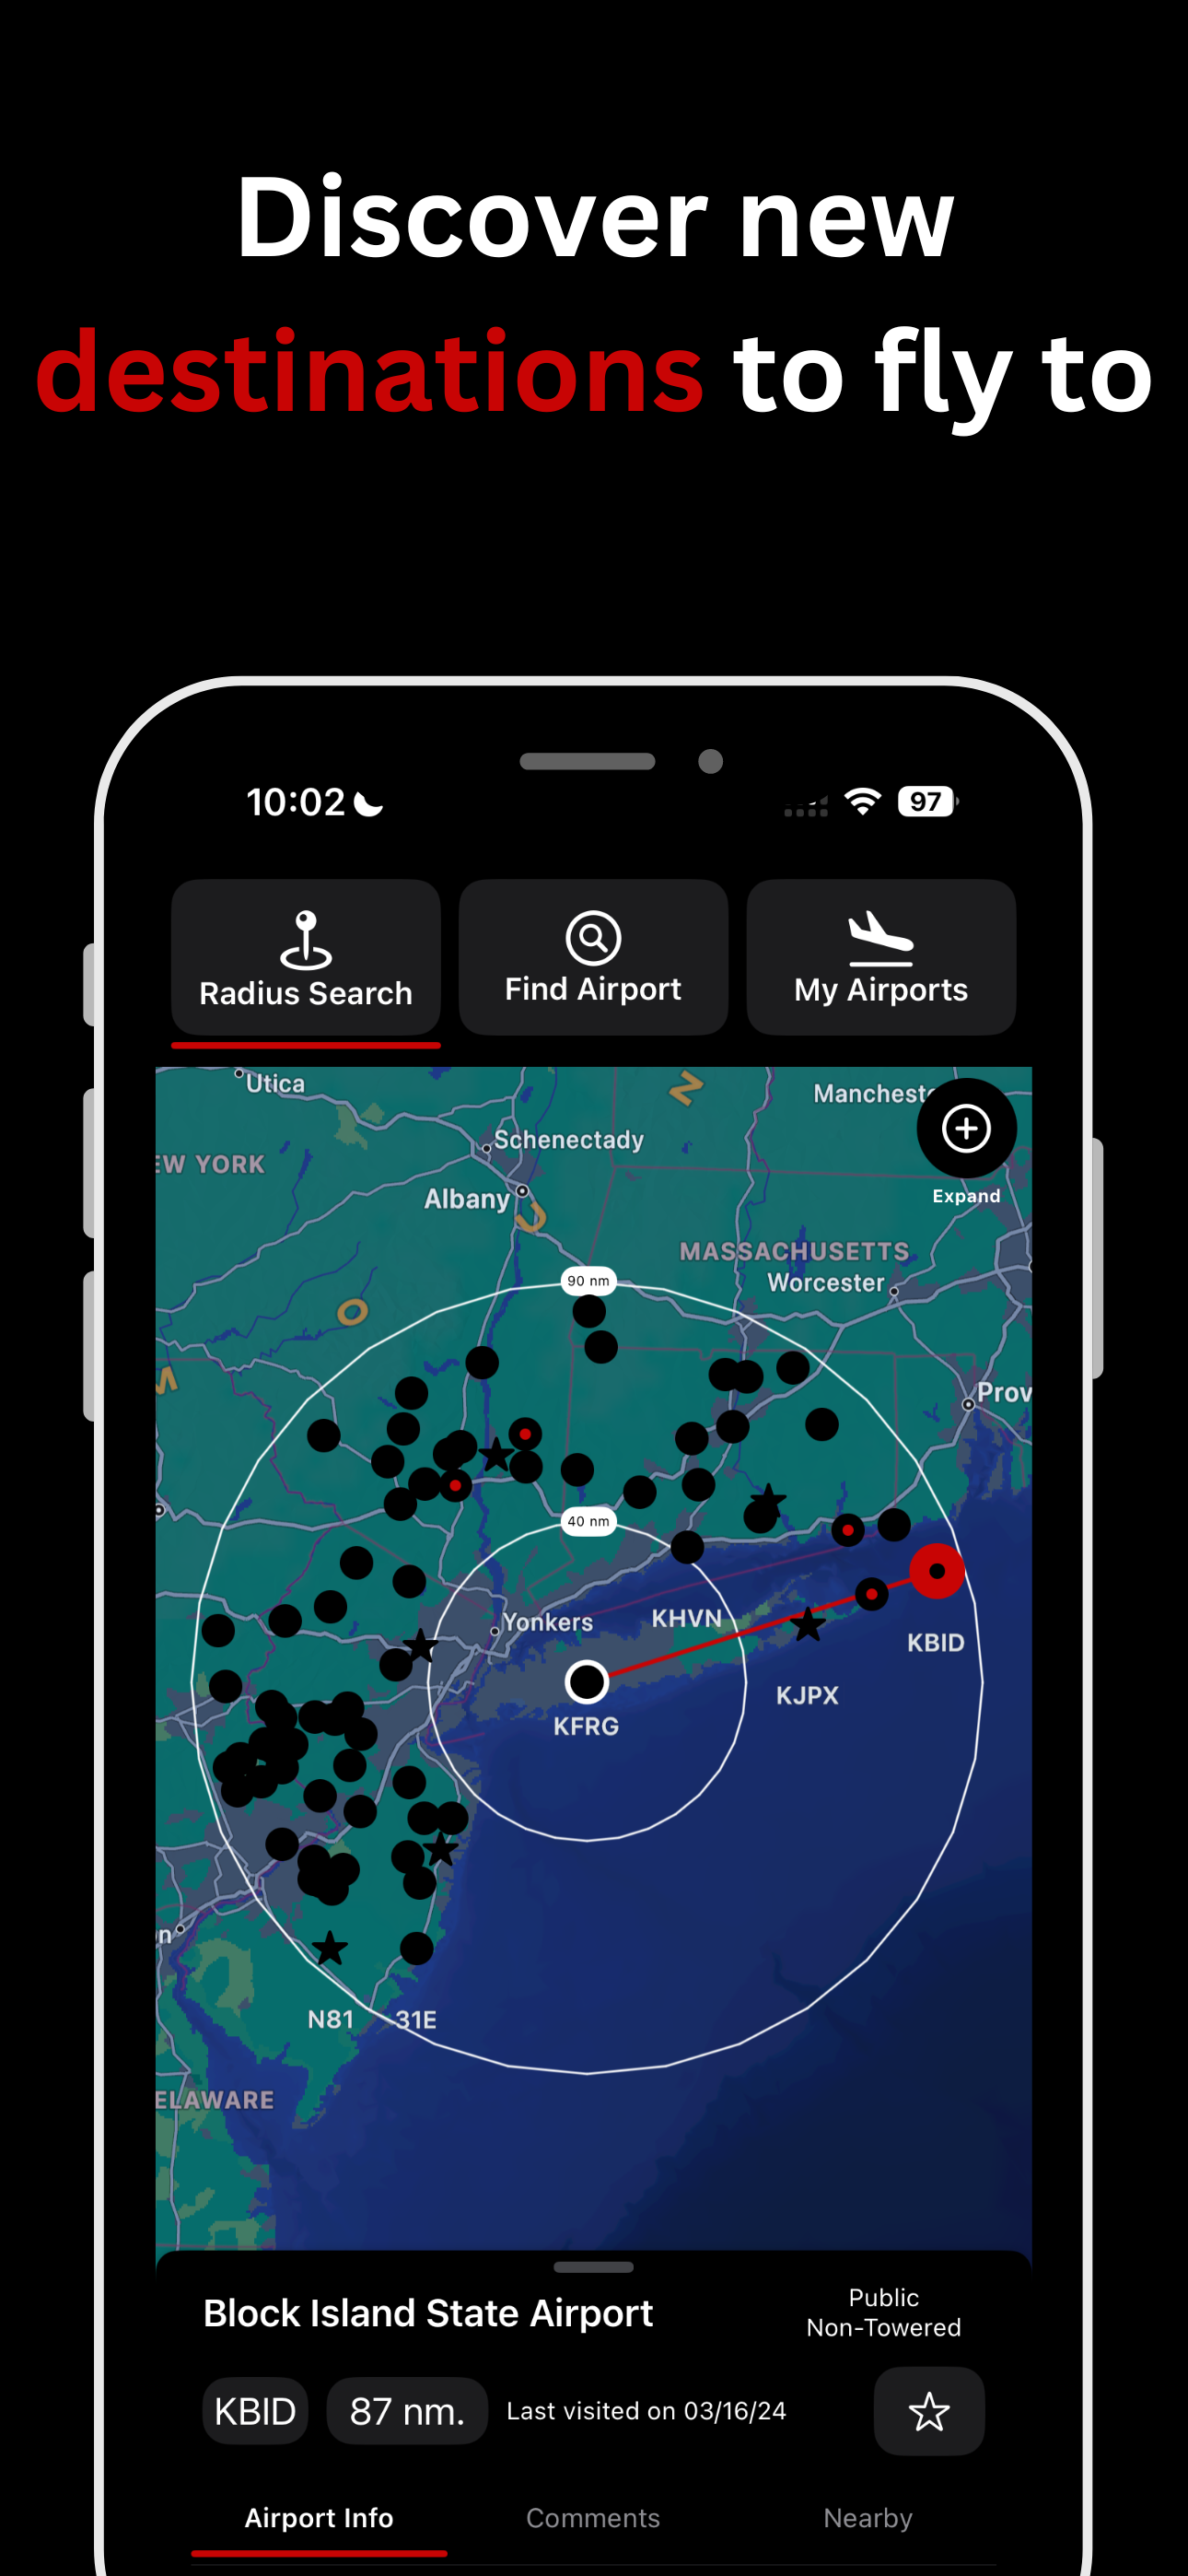 Discover new
destinations to fly to
10:02
97
Radius Search
Find Airport
My Airports
Utica
Manchest
Schenectady
EW YORK
Expand
Albany
MASSACHUSETTS
Worcester
90 nm
Prov
40 nm
Yonkers
KHVN
KBID
KJPX
KFRG
N81
31E
ELAWARE
Block Island State Airport
Public
Non-Towered
KBID
87 nm.
Last visited on 03/16/24
Airport Info
Comments
Nearby